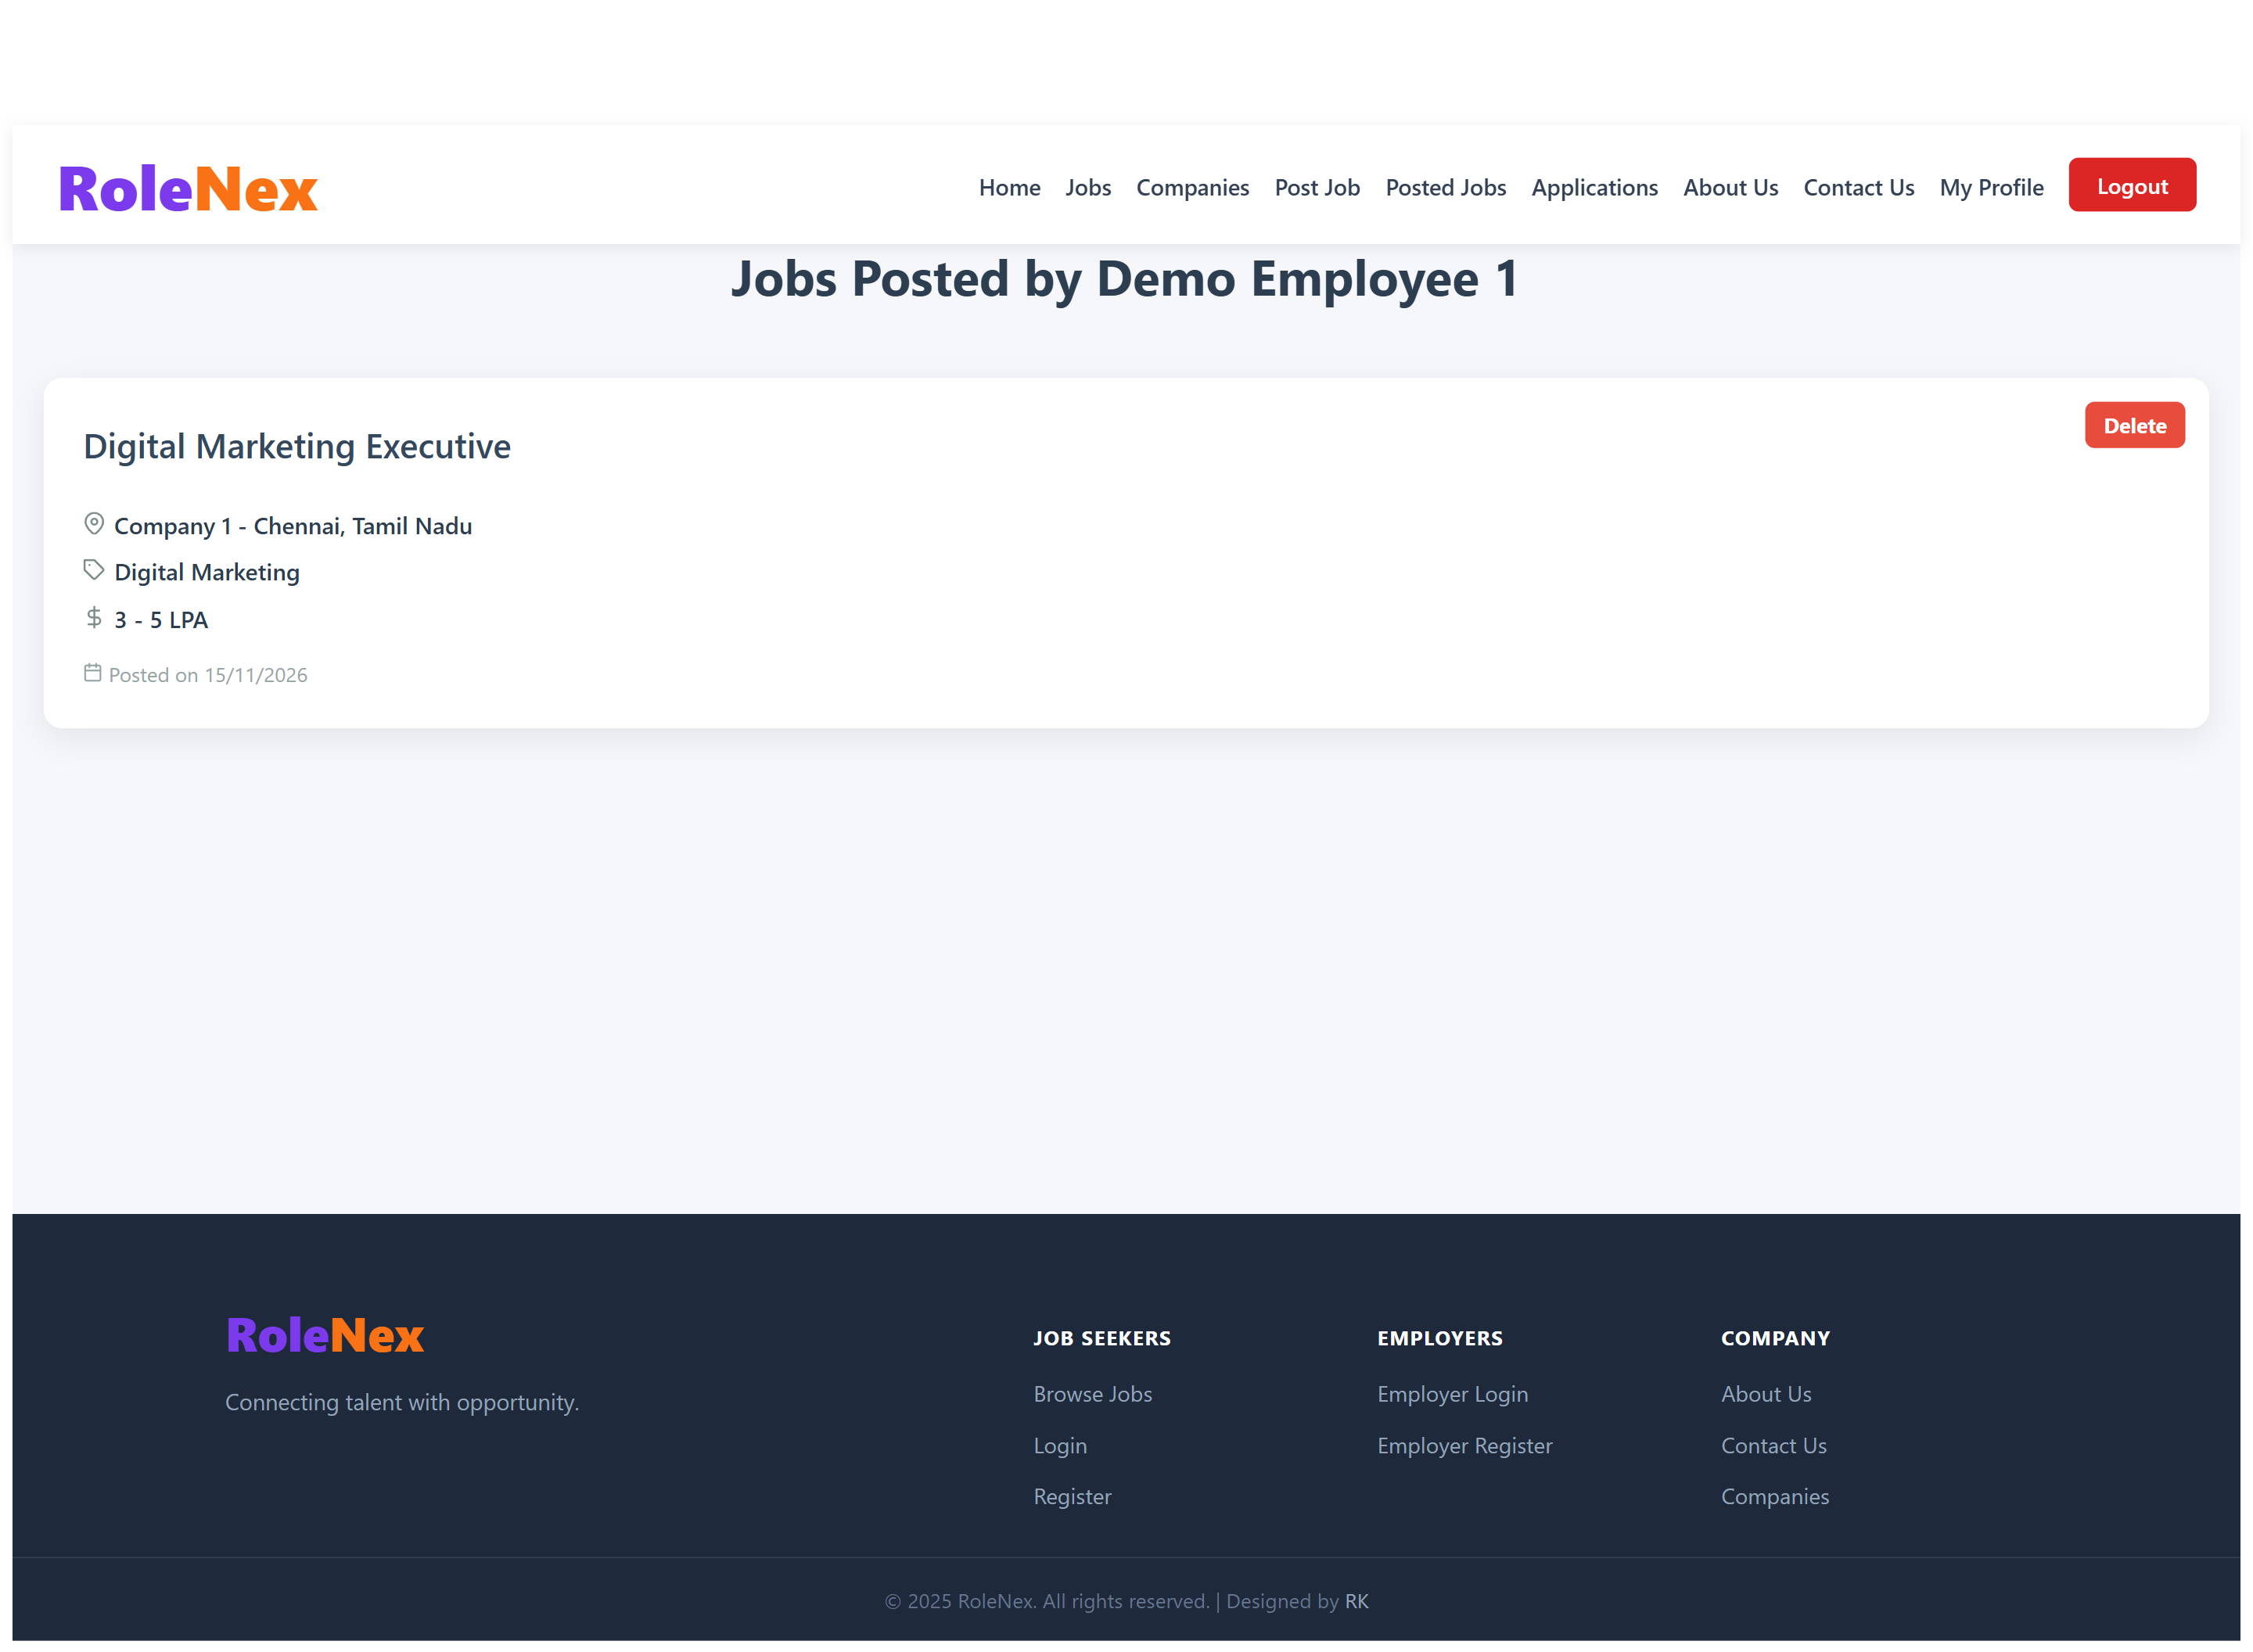 RoleNex
Home Jobs Companies Post Job Posted Jobs Applications About Us Contact Us My Profile Logout
Jobs Posted by Demo Employee 1
Delete
Digital Marketing Executive
Company 1 - Chennai, Tamil Nadu
Digital Marketing
3 - 5 LPA
Posted on 15/11/2026
RoleNex
Connecting talent with opportunity.
JOB SEEKERS
Browse Jobs
Login
Register
EMPLOYERS
Employer Login
Employer Register
COMPANY
About Us
Contact Us
Companies
© 2025 RoleNex. All rights reserved. | Designed by RK